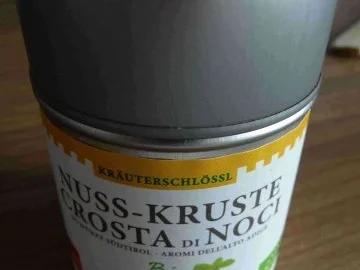 KRÄUTERSCHLÖSSL
NUSS-KRUSTE
CROSTA DI NOCI
SÜDTIROL - AROMI DELL'ALTO ADIGE